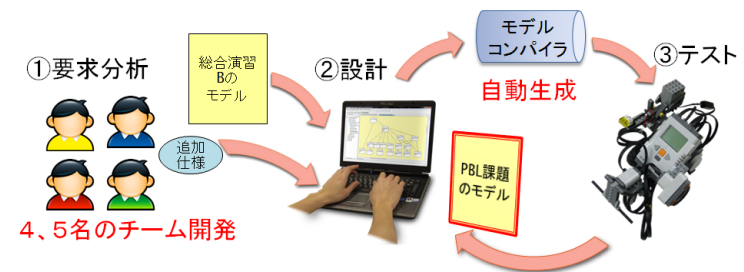 ①要求分析
総合演習
Bの
モデル
追加
仕様
4、5名のチーム開発
②設計
モデル
コンパイラ
自動生成
③テスト
PBL課題
のモデル